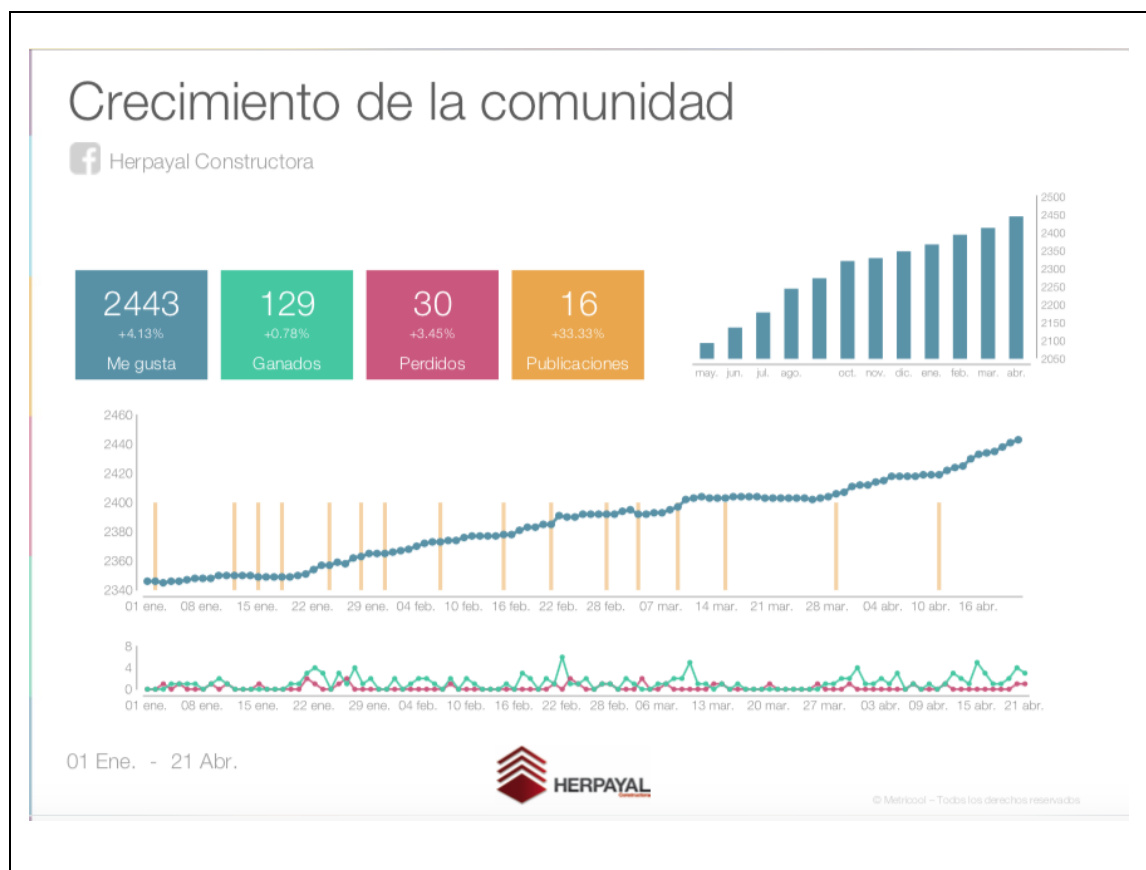 Crecimiento de la comunidad
Herpayal Constructora
2443
+4.13%
Me gusta
129
+0.78%
Ganados
30
+3.45%
Perdidos
16
+33.33%
Publicaciones
2500
2450
2400
2350
2300
2250
2200
2150
2100
2050
may. jun. jul. ago. oct. nov. dic. ene. feb. mar. abr.
2460
2440
2420
2400
2380
2360
2340
01 ene. 08 ene. 15 ene. 22 ene. 29 ene. 04 feb. 10 feb. 16 feb. 22 feb. 28 feb. 07 mar. 14 mar. 21 mar. 28 mar. 04 abr. 10 abr. 16 abr.
8
4
0
01 ene. 08 ene. 15 ene. 22 ene. 29 ene. 04 feb. 10 feb. 16 feb. 22 feb. 28 feb. 06 mar. 13 mar. 20 mar. 27 mar. 03 abr. 09 abr. 15 abr. 21 abr.
01 Ene. - 21 Abr.
HERPAYAL
Constructora
© Metricool – Todos los derechos reservados